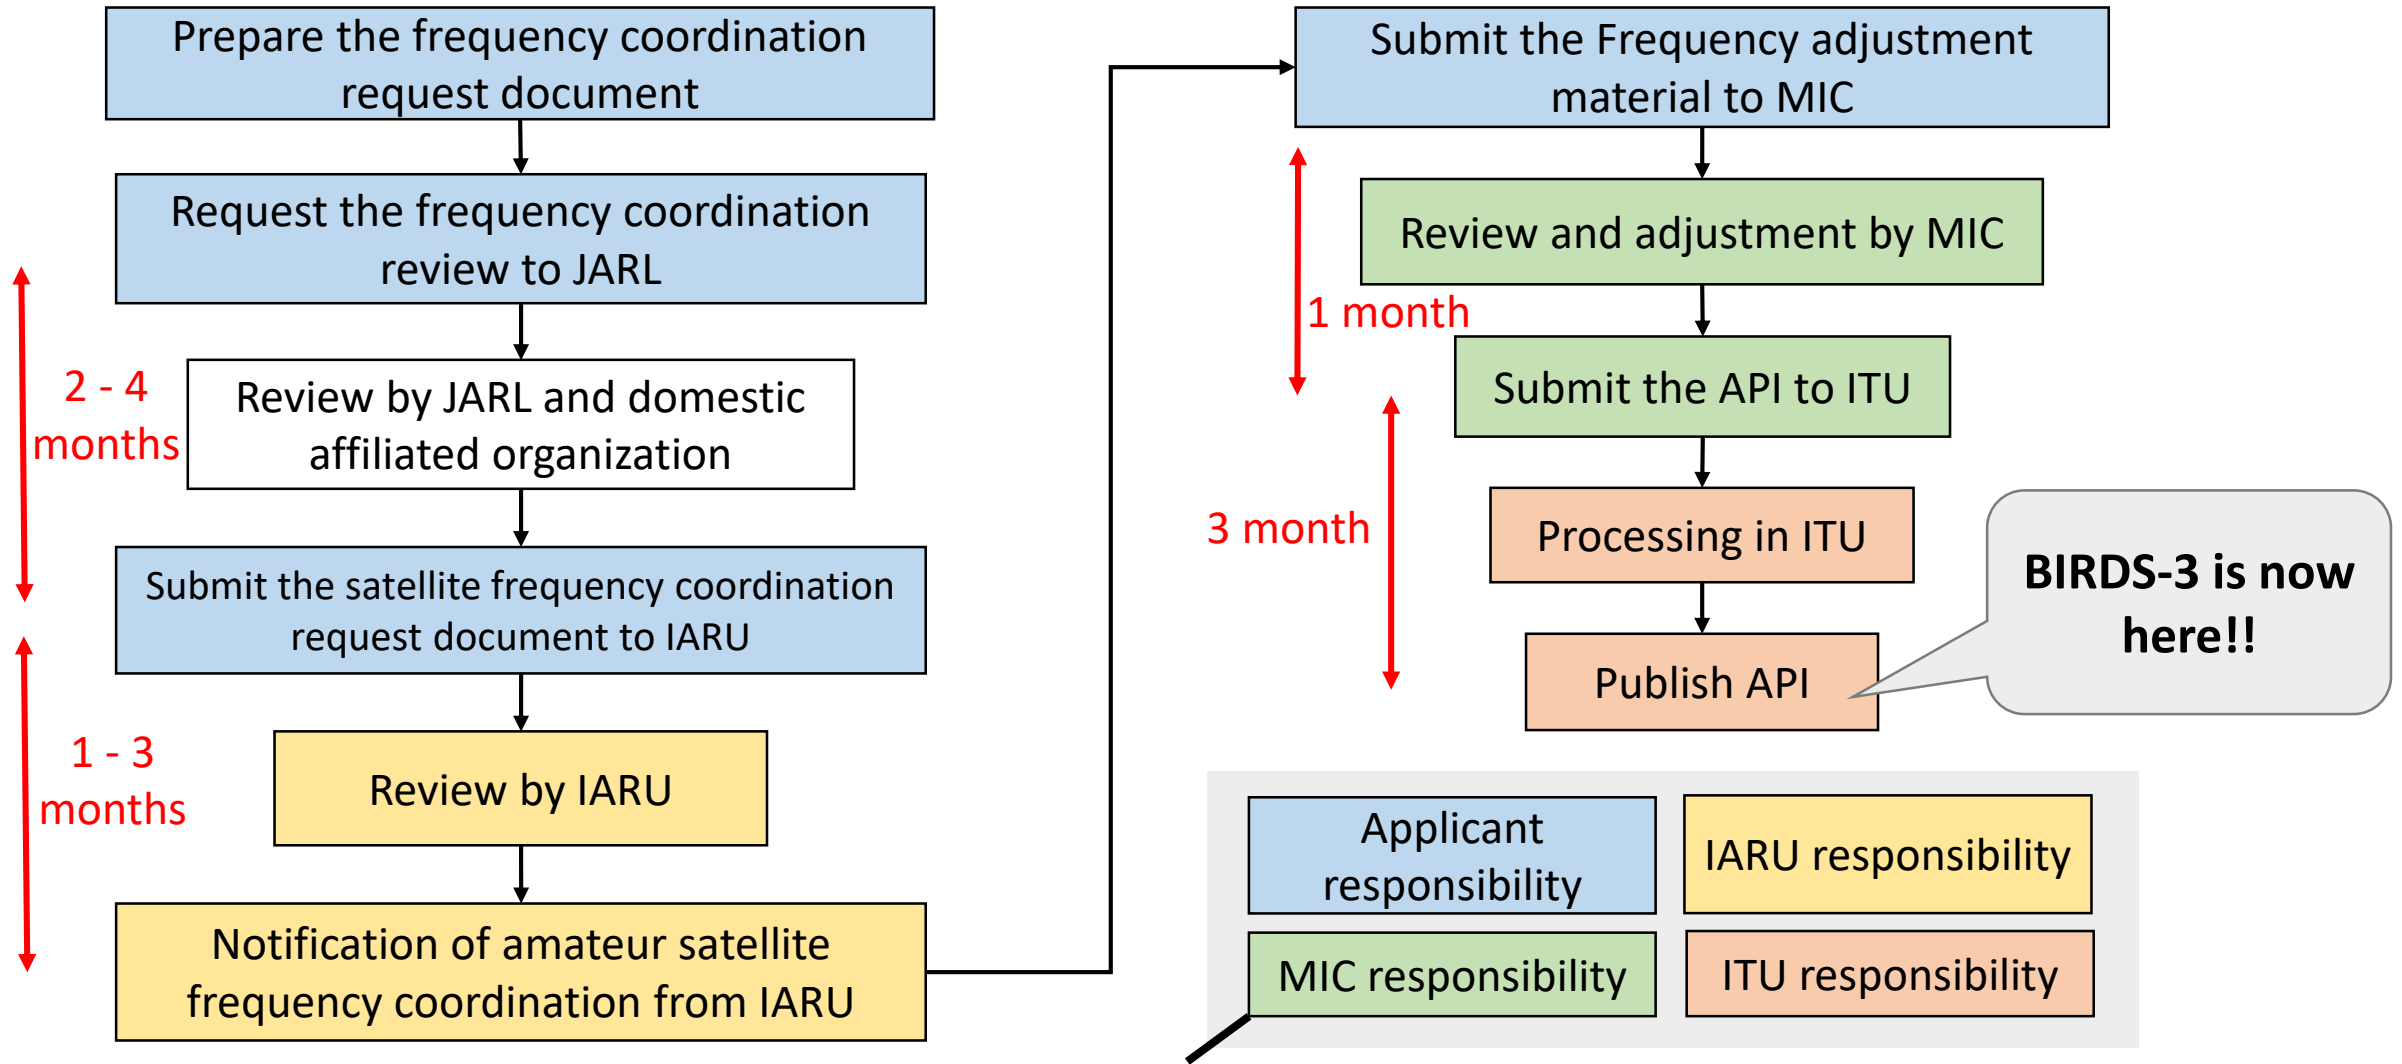 Prepare the frequency coordination
request document
Request the frequency coordination
review to JARL
2 - 4
months
Review by JARL and domestic
affiliated organization
Submit the satellite frequency coordination
request document to IARU
1 - 3
months
Review by IARU
Notification of amateur satellite
frequency coordination from IARU
Submit the Frequency adjustment
material to MIC
Review and adjustment by MIC
1 month
Submit the API to ITU
3 month
Processing in ITU
Publish API
BIRDS-3 is now
here!!
Applicant
responsibility
IARU responsibility
MIC responsibility
ITU responsibility